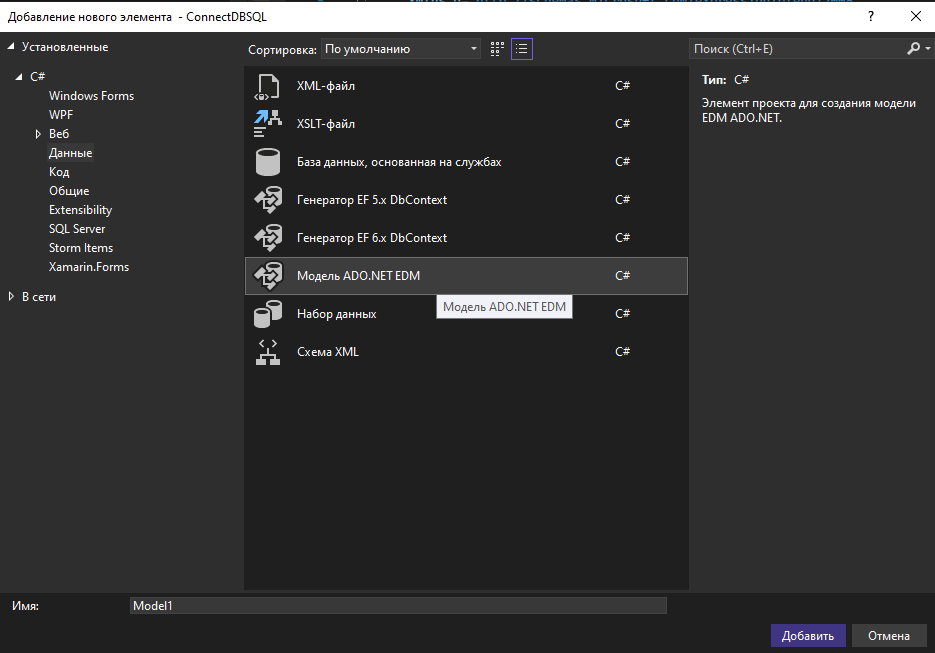 Добавление нового элемента - ConnectDBSQL
?
Установленные
C#
Windows Forms
WPF
Веб
Данные
Код
Общие
Extensibility
SQL Server
Storm Items
Xamarin.Forms
В сети
Сортировка: По умолчанию
XML-файл C#
XSLT-файл C#
База данных, основанная на службах C#
Генератор EF 5.x DbContext C#
Генератор EF 6.x DbContext C#
Модель ADO.NET EDM C#
Модель ADO.NET EDM
Набор данных C#
Схема XML C#
Поиск (Ctrl+E)
Тип: C#
Элемент проекта для создания модели
EDM ADO.NET.
Имя: Model1
Добавить Отмена